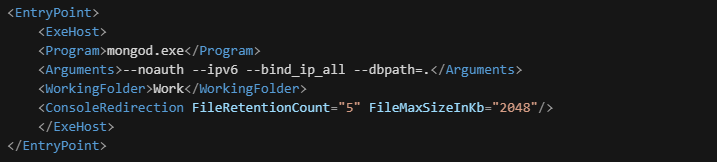 <EntryPoint>
<ExeHost>
<Program>mongod.exe</Program>
<Arguments>--noauth --ipv6 --bind_ip_all --dbpath=.</Arguments>
<WorkingFolder>Work</WorkingFolder>
<ConsoleRedirection FileRetentionCount="5" FileMaxSizeInKb="2048"/>
</ExeHost>
</EntryPoint>